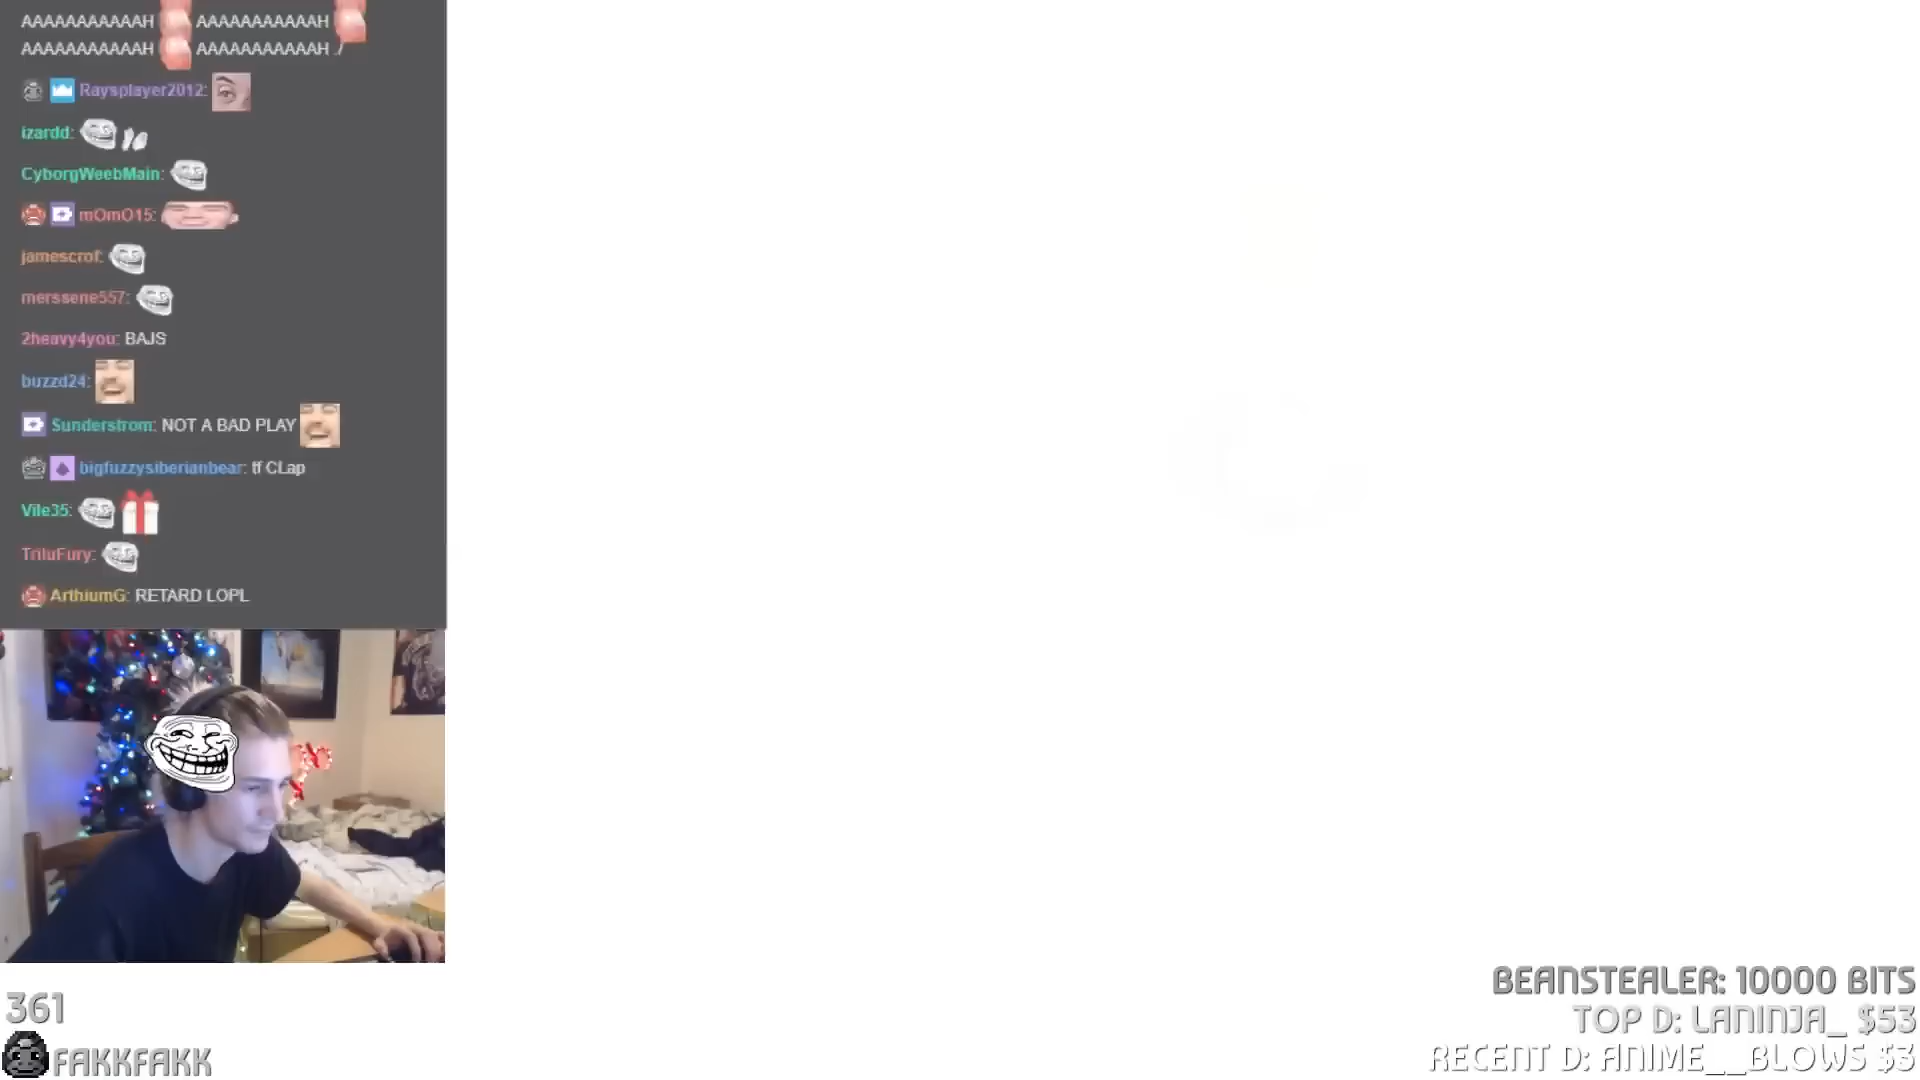 AAAAAAAAAAAH AAAAAAAAAAAH
AAAAAAAAAAAH AAAAAAAAAAAH ./
Raysplayer2012:
izardd:
CyborgWeebMain:
mOmO15:
jamescrof:
merssene557:
2heavy4you: BAJS
buzzd24:
Sunderstrom: NOT A BAD PLAY
bigfuzzysiberianbear: tf CLap
Vile35:
TriluFury:
ArthiumG: RETARD LOPL
361
FAKKFAKK
BEANSTEALER: 10000 BITS
TOP D: LANINJA_ $53
RECENT D: ANIME__BLOWS $3